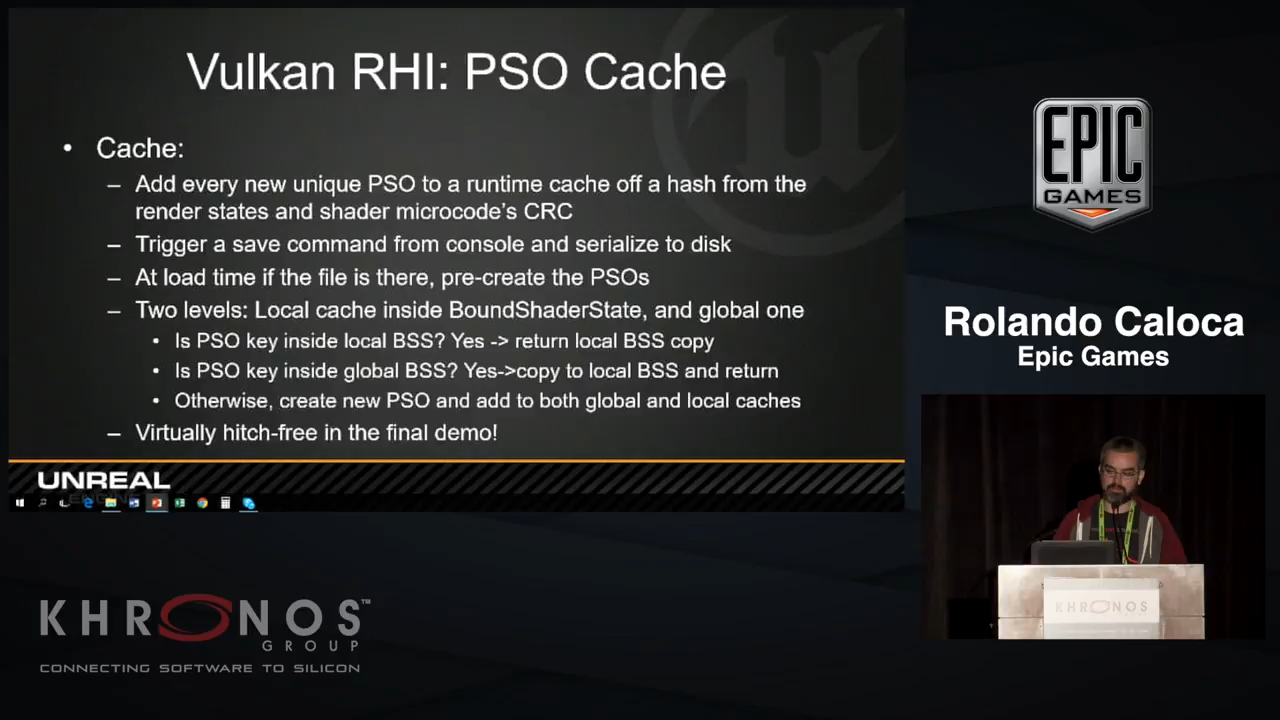 Vulkan RHI: PSO Cache
• Cache:
– Add every new unique PSO to a runtime cache off a hash from the
render states and shader microcode's CRC
– Trigger a save command from console and serialize to disk
– At load time if the file is there, pre-create the PSOs
– Two levels: Local cache inside BoundShaderState, and global one
• Is PSO key inside local BSS? Yes -> return local BSS copy
• Is PSO key inside global BSS? Yes->copy to local BSS and return
• Otherwise, create new PSO and add to both global and local caches
– Virtually hitch-free in the final demo!
UNREAL
EPIC
GAMES
Rolando Caloca
Epic Games
KHRONOS
KHRONOS™
GROUP
CONNECTING SOFTWARE TO SILICON